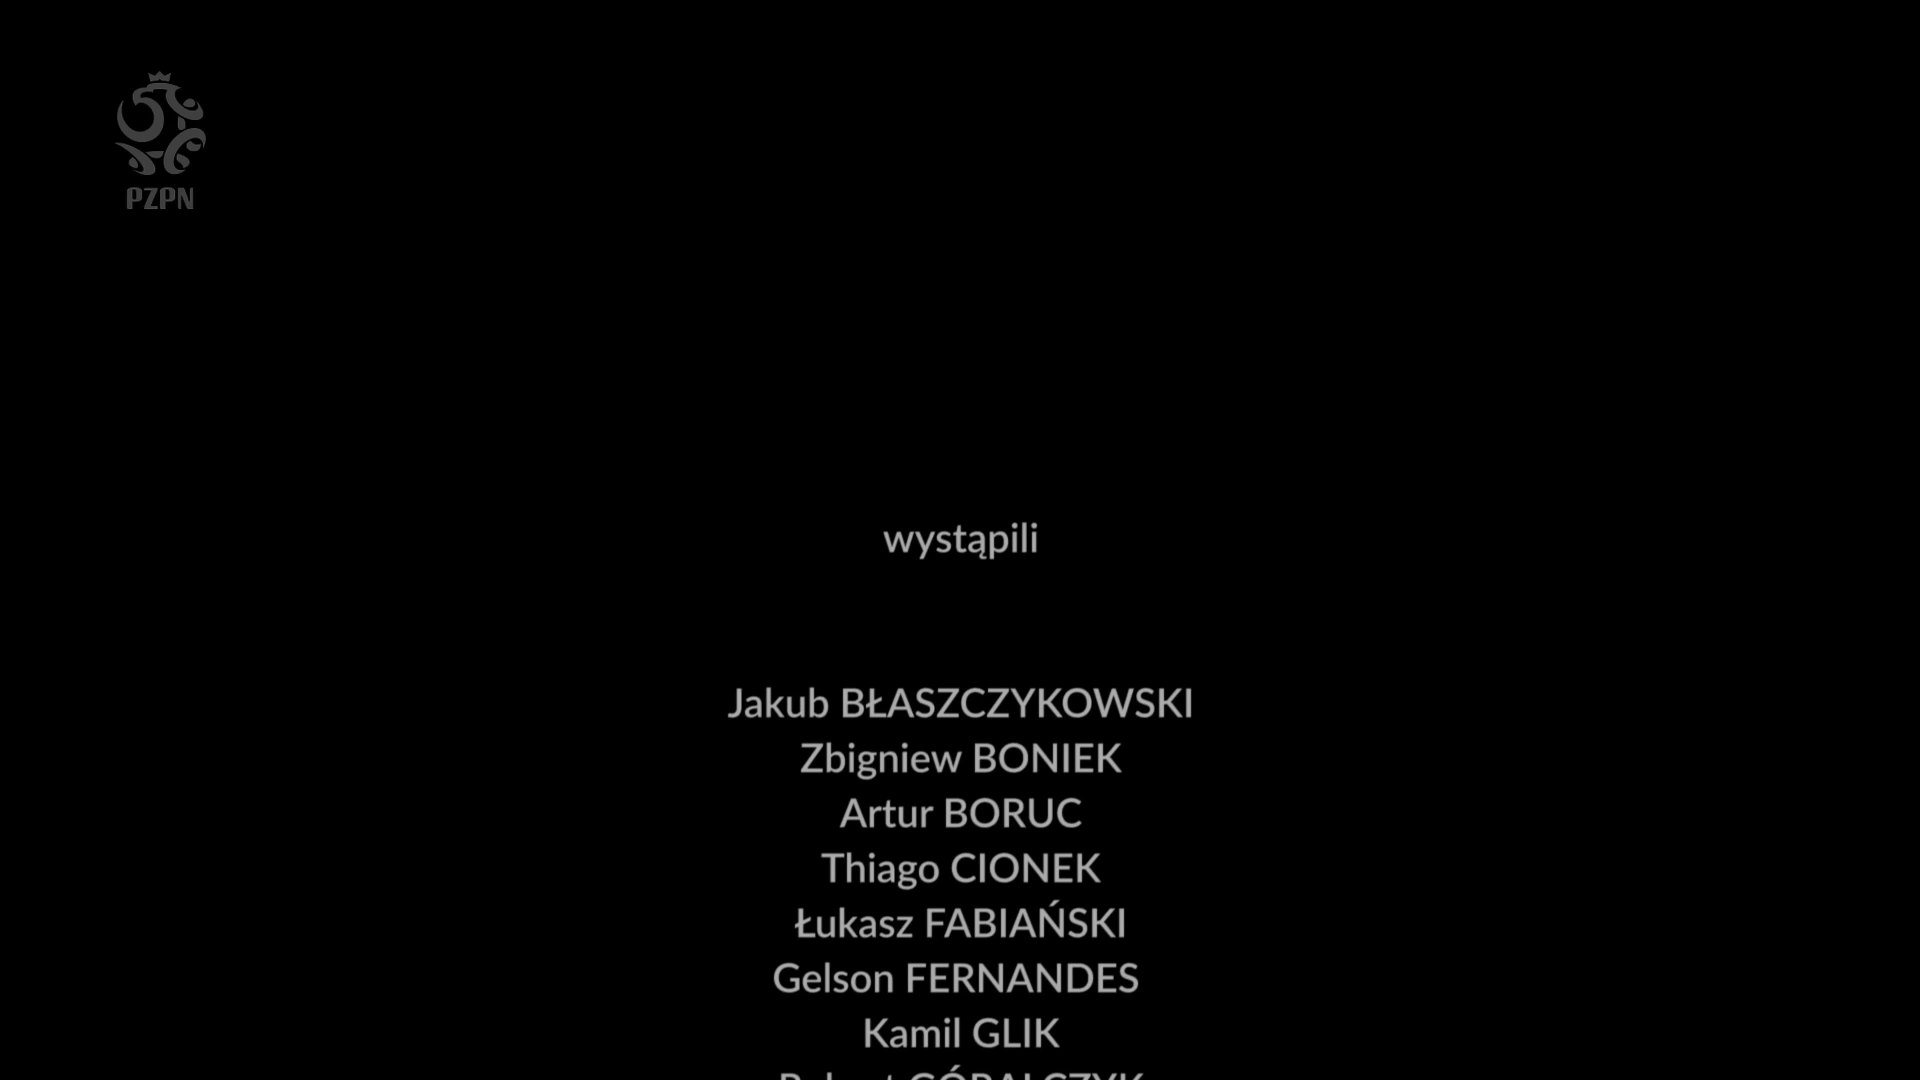 PZPN
wystąpili
Jakub BŁASZCZYKOWSKI
Zbigniew BONIEK
Artur BORUC
Thiago CIONEK
Łukasz FABIAŃSKI
Gelson FERNANDES
Kamil GLIK